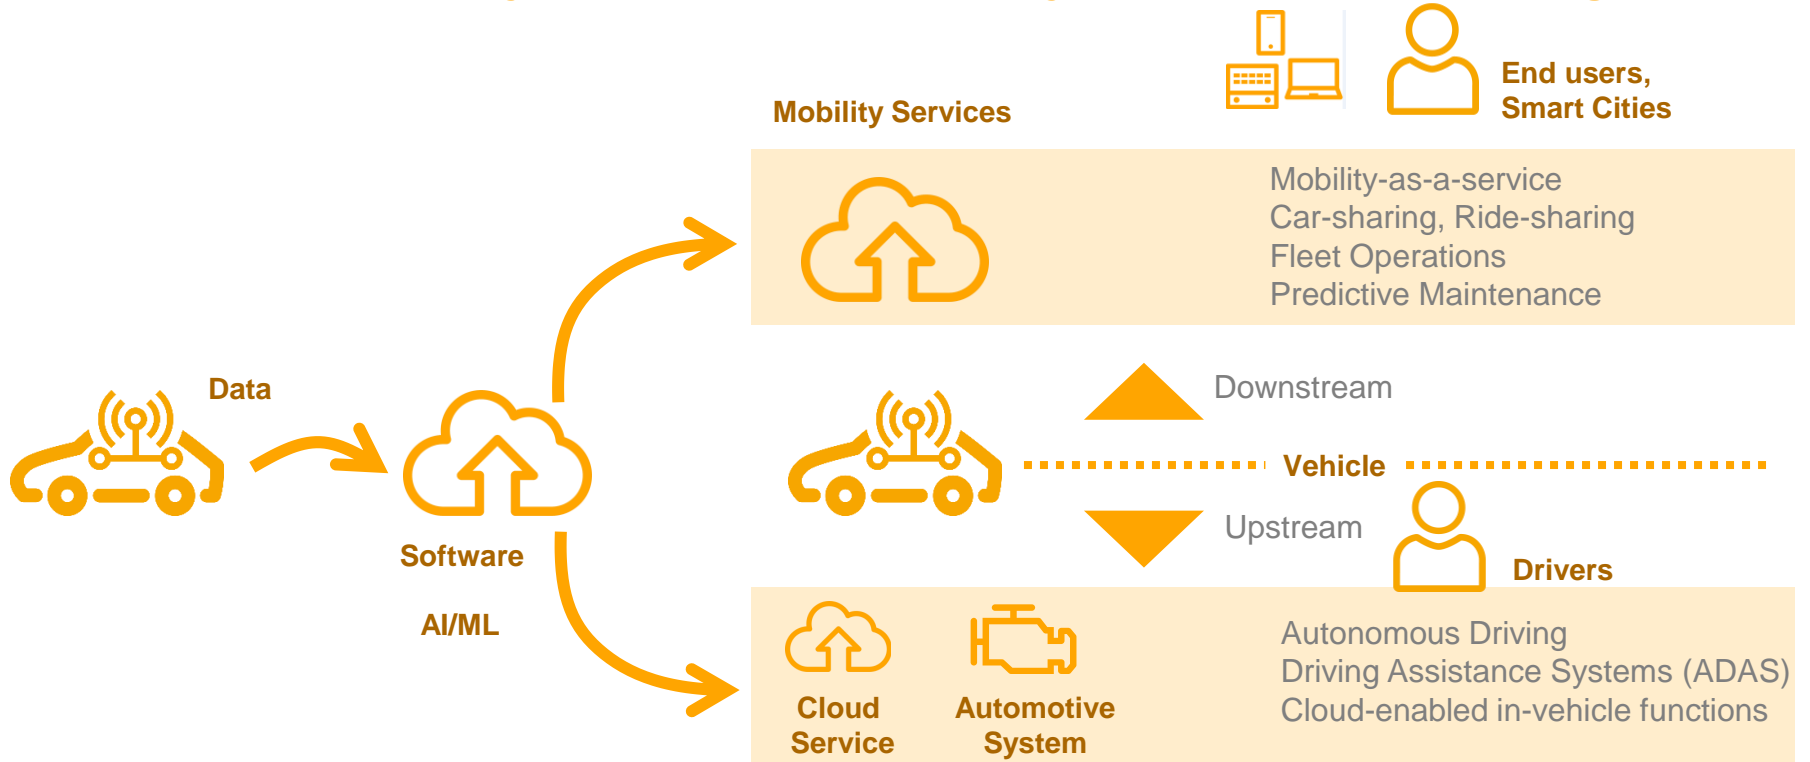 End users,
Smart Cities
Mobility Services
Mobility-as-a-service
Car-sharing, Ride-sharing
Fleet Operations
Predictive Maintenance
Data
Downstream
Vehicle
Upstream
Software
AI/ML
Drivers
Autonomous Driving
Driving Assistance Systems (ADAS)
Cloud-enabled in-vehicle functions
Cloud
Service
Automotive
System